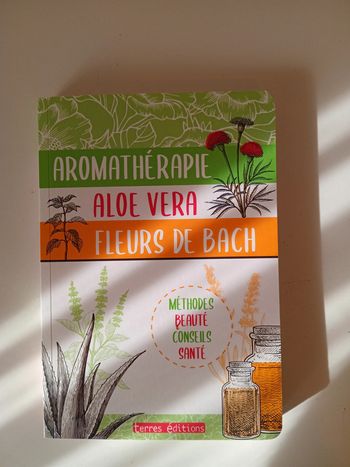 AROMATHÉRAPIE
ALOE VERA
FLEURS DE BACH
MÉTHODES
BEAUTÉ
CONSEILS
SANTÉ
terres éditions